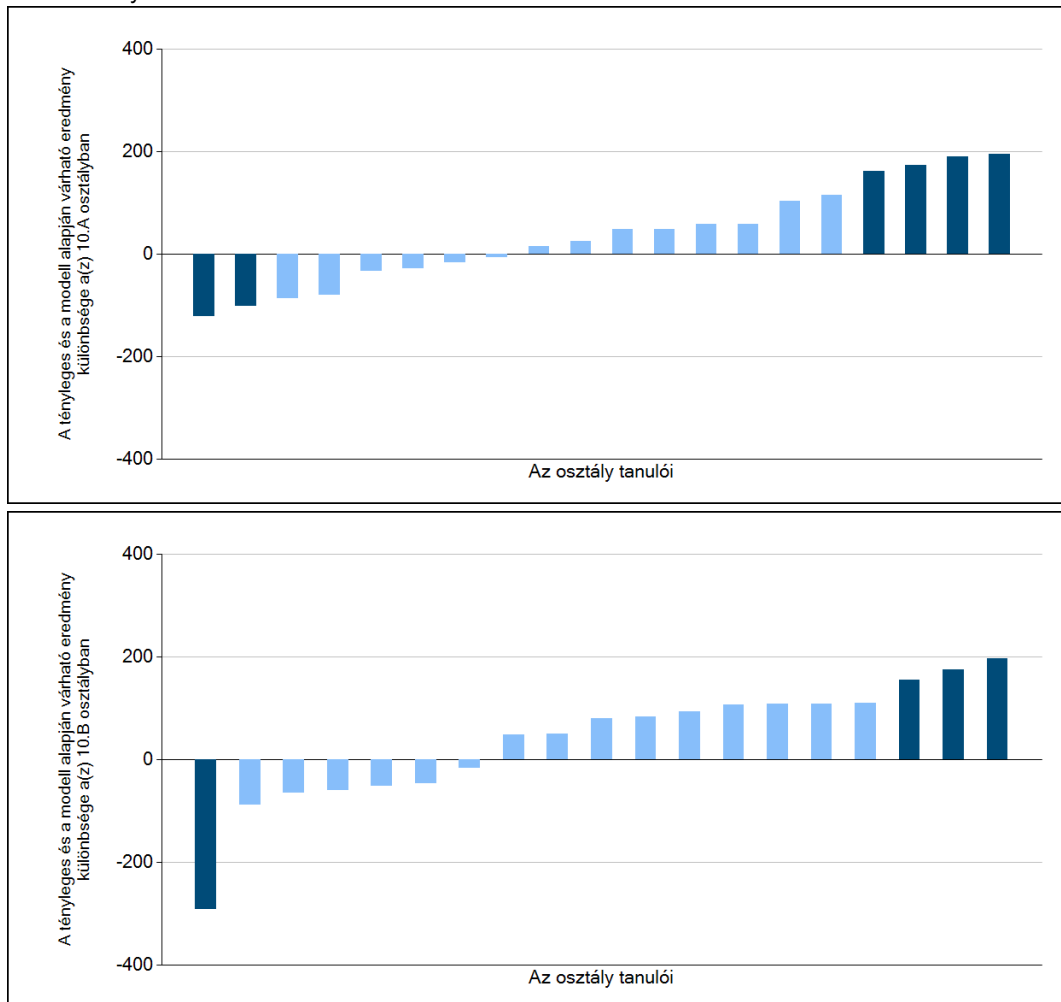 A tényleges és a modell alapján várható eredmény
különbsége a(z) 10.A osztályban
400
200
0
-200
-400
Az osztály tanulói
A tényleges és a modell alapján várható eredmény
különbsége a(z) 10.B osztályban
400
200
0
-200
-400
Az osztály tanulói